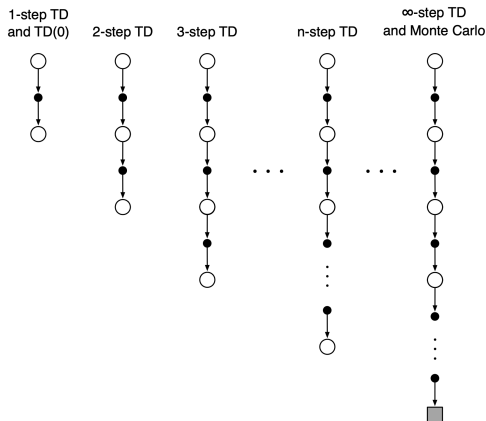 1-step TD
and TD(0)
2-step TD
3-step TD
n-step TD
∞-step TD
and Monte Carlo